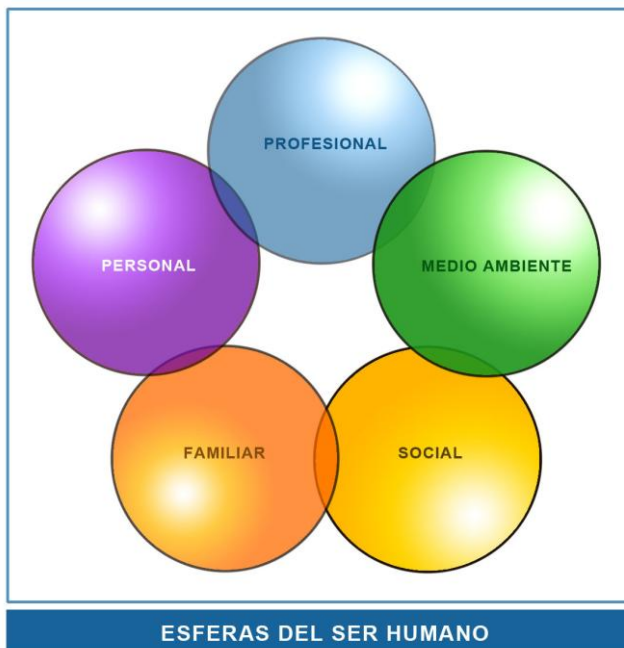 PROFESIONAL
PERSONAL
MEDIO AMBIENTE
FAMILIAR
SOCIAL
ESFERAS DEL SER HUMANO